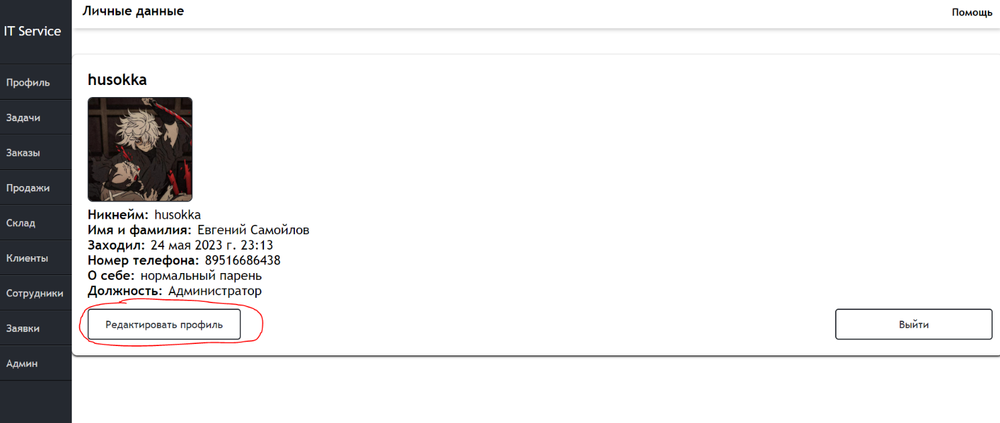 Личные данные
Помощь
IT Service
Профиль
Задачи
Заказы
Продажи
Склад
Клиенты
Сотрудники
Заявки
Админ
husokka
Никнейм: husokka
Имя и фамилия: Евгений Самойлов
Заходил: 24 мая 2023 г. 23:13
Номер телефона: 89516686438
О себе: нормальный парень
Должность: Администратор
Редактировать профиль
Выйти